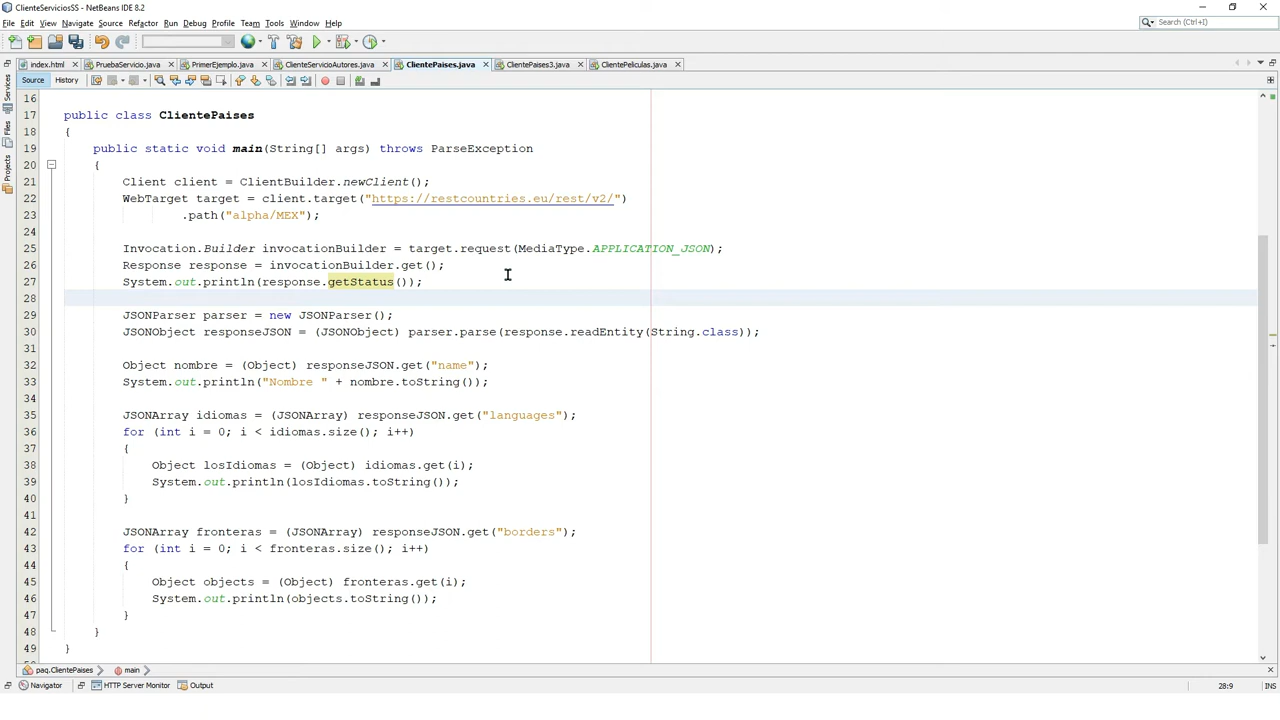 ClienteServiciosSS - NetBeans IDE 8.2
File Edit View Navigate Source Refactor Run Debug Profile Team Tools Window Help
Search (Ctrl+I)
index.html PruebaServicio.java PrimerEjemplo.java ClienteServicioAutores.java ClientePaises.java ClientePaises3.java ClientePeliculas.java
Source History
Services
Files
Projects
16
17 public class ClientePaises
18 {
19 public static void main(String[] args) throws ParseException
20 {
21 Client client = ClientBuilder.newClient();
22 WebTarget target = client.target("https://restcountries.eu/rest/v2/")
23 .path("alpha/MEX");
24
25 Invocation.Builder invocationBuilder = target.request(MediaType.APPLICATION_JSON);
26 Response response = invocationBuilder.get();
27 System.out.println(response.getStatus());
28
29 JSONParser parser = new JSONParser();
30 JSONObject responseJSON = (JSONObject) parser.parse(response.readEntity(String.class));
31
32 Object nombre = (Object) responseJSON.get("name");
33 System.out.println("Nombre " + nombre.toString());
34
35 JSONArray idiomas = (JSONArray) responseJSON.get("languages");
36 for (int i = 0; i < idiomas.size(); i++)
37 {
38 Object losIdiomas = (Object) idiomas.get(i);
39 System.out.println(losIdiomas.toString());
40 }
41
42 JSONArray fronteras = (JSONArray) responseJSON.get("borders");
43 for (int i = 0; i < fronteras.size(); i++)
44 {
45 Object objects = (Object) fronteras.get(i);
46 System.out.println(objects.toString());
47 }
48 }
49 }
paq.ClientePaises main
Navigator HTTP Server Monitor Output
28:9 INS